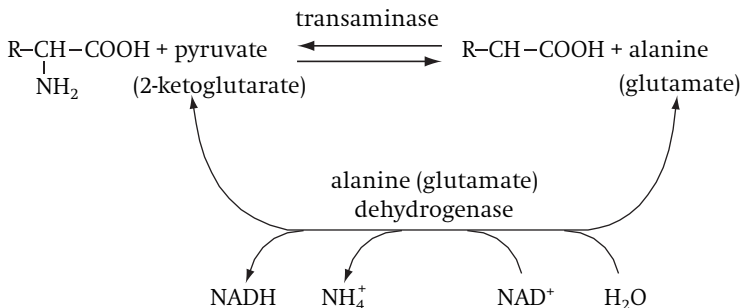 transaminase
R–CH–COOH + pyruvate R–CH–COOH + alanine
NH₂ (2-ketoglutarate) (glutamate)
alanine (glutamate)
dehydrogenase
NADH NH₄⁺ NAD⁺ H₂O